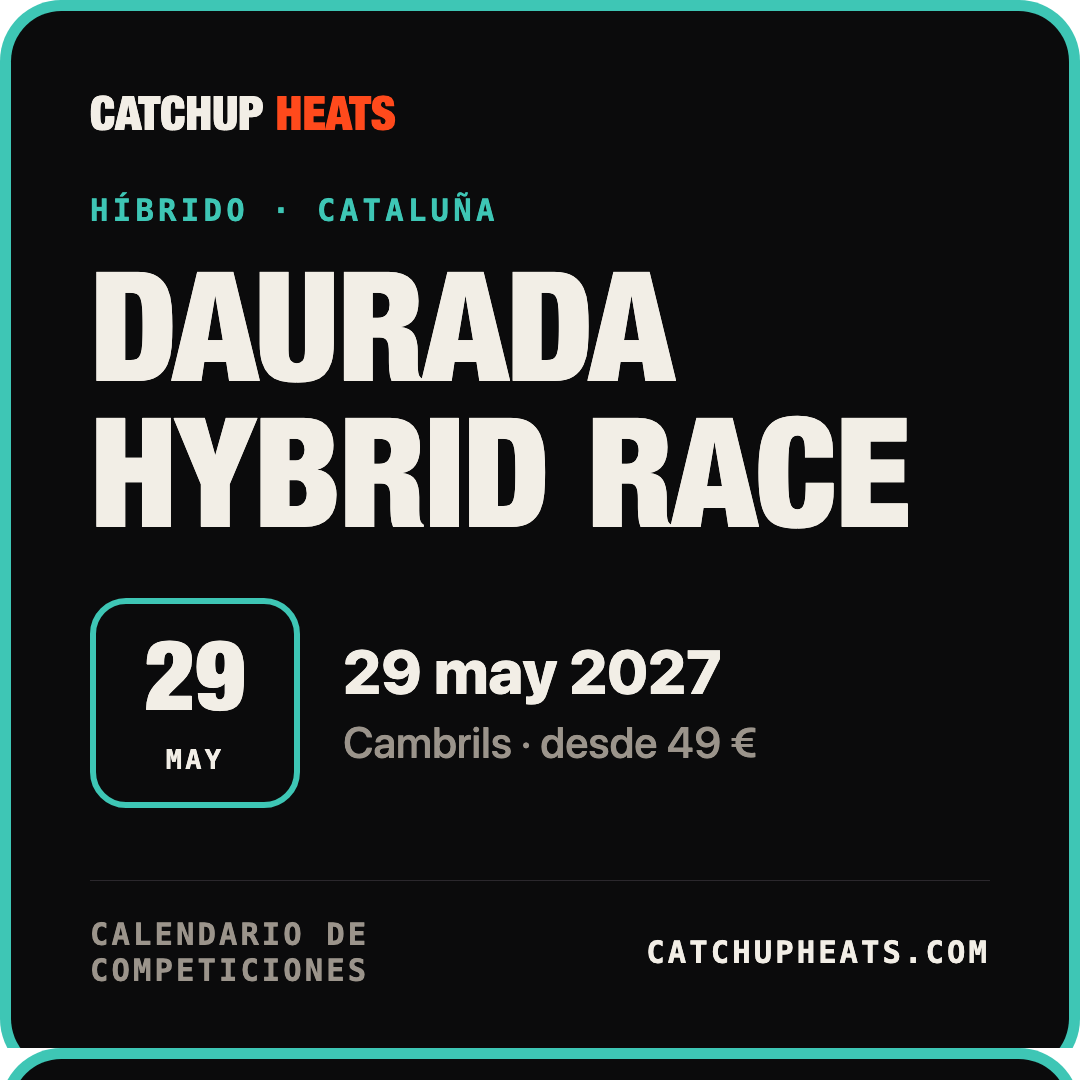 CATCHUP HEATS
HÍBRIDO · CATALUÑA
DAURADA
HYBRID RACE
29
MAY
29 may 2027
Cambrils · desde 49 €
CALENDARIO DE
COMPETICIONES
CATCHUPHEATS.COM